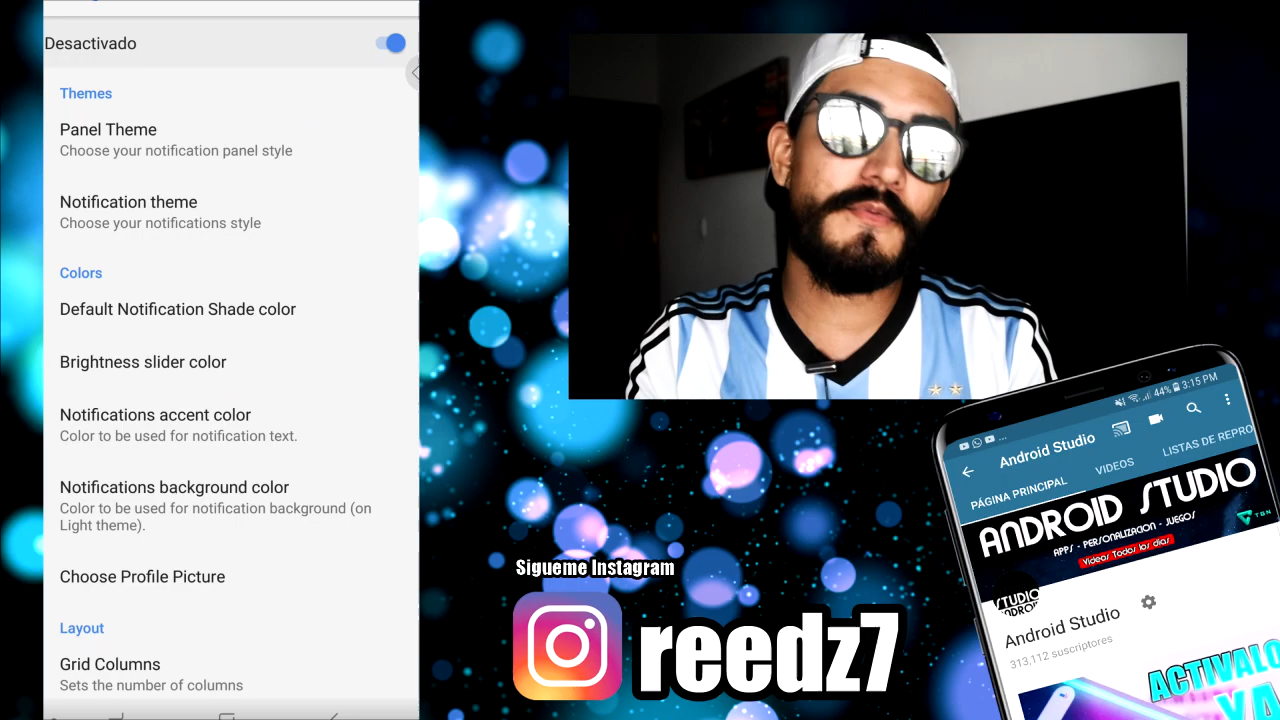 Desactivado
Themes
Panel Theme
Choose your notification panel style
Notification theme
Choose your notifications style
Colors
Default Notification Shade color
Brightness slider color
Notifications accent color
Color to be used for notification text.
Notifications background color
Color to be used for notification background (on
Light theme).
Choose Profile Picture
Layout
Grid Columns
Sets the number of columns
Sigueme Instagram
reedz7
44% 3:15 PM
Android Studio
PÁGINA PRINCIPAL VIDEOS LISTAS DE REPRO
ANDROID STUDIO
APPS - PERSONALIZACION - JUEGOS
Videos Todos los dias
TGN
STUDIO
ANDROI
Android Studio
313,112 suscriptores
ACTIVALO
YA